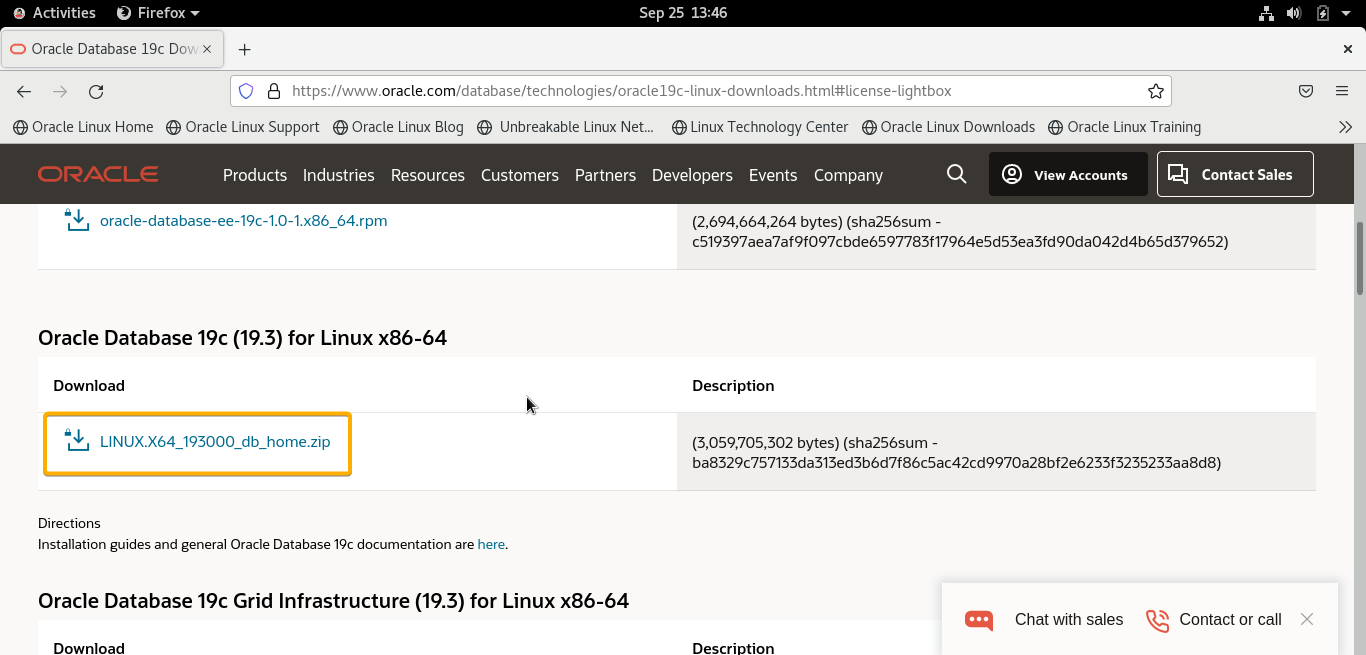 Activities Firefox Sep 25 13:46
Oracle Database 19c Dow
https://www.oracle.com/database/technologies/oracle19c-linux-downloads.html#license-lightbox
Oracle Linux Home Oracle Linux Support Oracle Linux Blog Unbreakable Linux Net... Linux Technology Center Oracle Linux Downloads Oracle Linux Training
ORACLE Products Industries Resources Customers Partners Developers Events Company View Accounts Contact Sales
oracle-database-ee-19c-1.0-1.x86_64.rpm (2,694,664,264 bytes) (sha256sum -
c519397aea7af9f097cbde6597783f17964e5d53ea3fd90da042d4b65d379652)
Oracle Database 19c (19.3) for Linux x86-64
Download Description
LINUX.X64_193000_db_home.zip (3,059,705,302 bytes) (sha256sum -
ba8329c757133da313ed3b6d7f86c5ac42cd9970a28bf2e6233f3235233aa8d8)
Directions
Installation guides and general Oracle Database 19c documentation are here.
Oracle Database 19c Grid Infrastructure (19.3) for Linux x86-64
Chat with sales Contact or call
Download Description